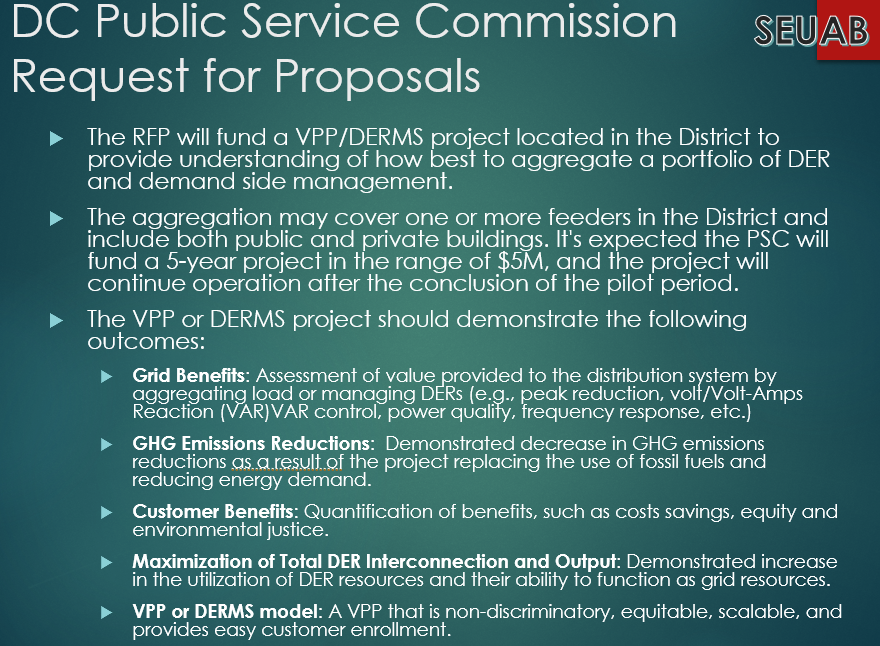 DC Public Service Commission
SEUAB
Request for Proposals
The RFP will fund a VPP/DERMS project located in the District to
provide understanding of how best to aggregate a portfolio of DER
and demand side management.
The aggregation may cover one or more feeders in the District and
include both public and private buildings. It's expected the PSC will
fund a 5-year project in the range of $5M, and the project will
continue operation after the conclusion of the pilot period.
The VPP or DERMS project should demonstrate the following
outcomes:
Grid Benefits: Assessment of value provided to the distribution system by
aggregating load or managing DERs (e.g., peak reduction, volt/Volt-Amps
Reaction (VAR)VAR control, power quality, frequency response, etc.)
GHG Emissions Reductions: Demonstrated decrease in GHG emissions
reductions as a result of the project replacing the use of fossil fuels and
reducing energy demand.
Customer Benefits: Quantification of benefits, such as costs savings, equity and
environmental justice.
Maximization of Total DER Interconnection and Output: Demonstrated increase
in the utilization of DER resources and their ability to function as grid resources.
VPP or DERMS model: A VPP that is non-discriminatory, equitable, scalable, and
provides easy customer enrollment.